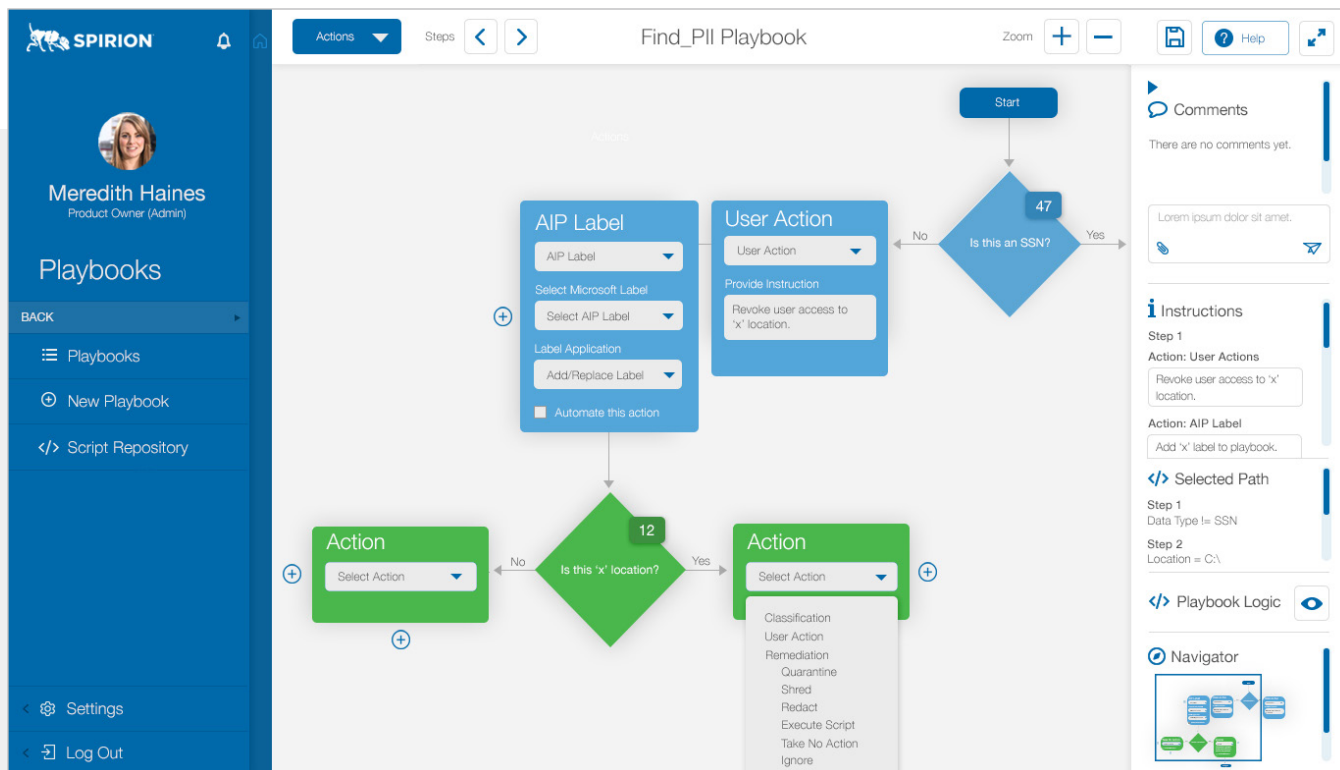 SPIRION
Meredith Haines
Product Owner (Admin)
Playbooks
BACK
Playbooks
New Playbook
</> Script Repository
Settings
Log Out
Actions
Steps
Find_PII Playbook
Zoom
Help
Actions
Start
47
Is this an SSN?
No
Yes
User Action
User Action
Provide Instruction
Revoke user access to
'x' location.
AIP Label
AIP Label
Select Microsoft Label
Select AIP Label
Label Application
Add/Replace Label
Automate this action
12
Is this 'x' location?
No
Yes
Action
Select Action
Action
Select Action
Classification
User Action
Remediation
Quarantine
Shred
Redact
Execute Script
Take No Action
Ignore
Comments
There are no comments yet.
Lorem ipsum dolor sit amet.
Instructions
Step 1
Action: User Actions
Revoke user access to 'x'
location.
Action: AIP Label
Add 'x' label to playbook.
</> Selected Path
Step 1
Data Type != SSN
Step 2
Location = C:\
</> Playbook Logic
Navigator